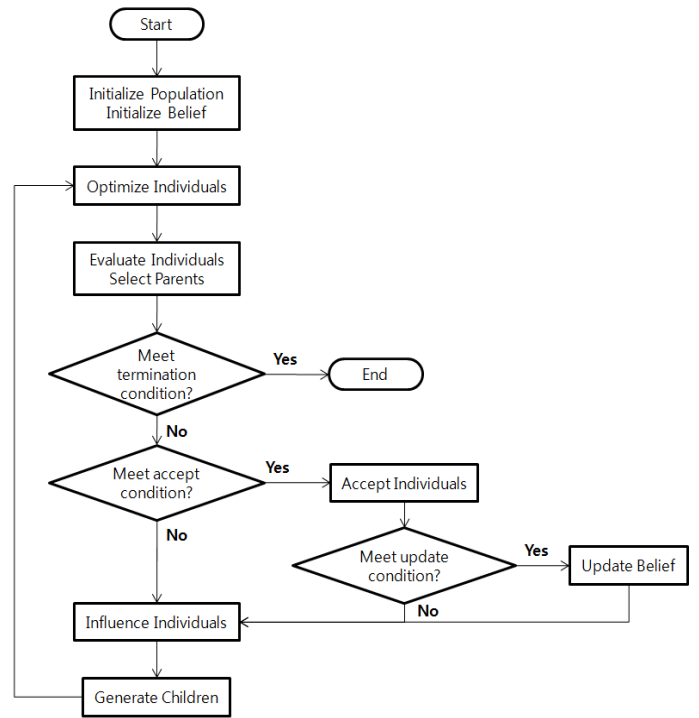 Start
Initialize Population
Initialize Belief
Optimize Individuals
Evaluate Individuals
Select Parents
Meet
termination
condition?
Yes
End
No
Meet accept
condition?
Yes
Accept Individuals
No
Meet update
condition?
Yes
Update Belief
No
Influence Individuals
Generate Children